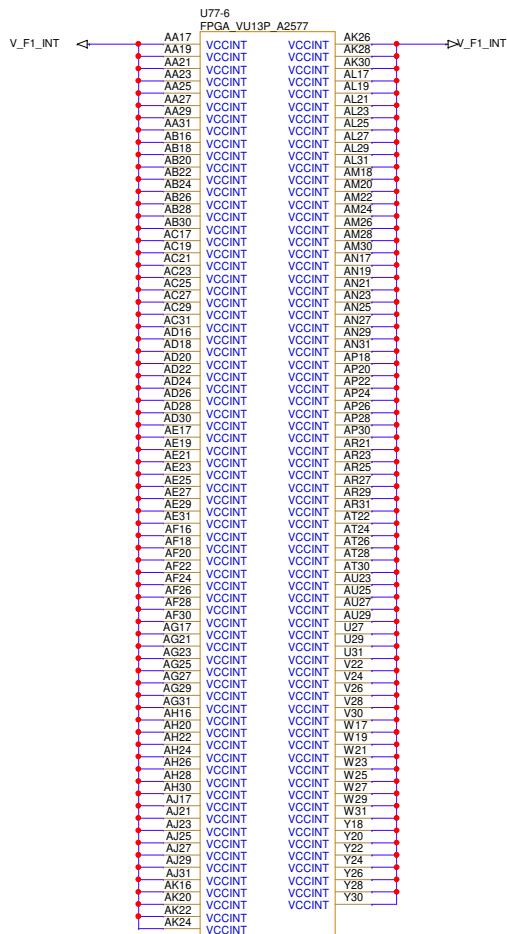 U77-6
FPGA_VU13P_A2577
V_F1_INT AA17 VCCINT VCCINT AK26 V_F1_INT
AA19 VCCINT VCCINT AK28
AA21 VCCINT VCCINT AK30
AA23 VCCINT VCCINT AL17
AA25 VCCINT VCCINT AL19
AA27 VCCINT VCCINT AL21
AA29 VCCINT VCCINT AL23
AA31 VCCINT VCCINT AL25
AB16 VCCINT VCCINT AL27
AB18 VCCINT VCCINT AL29
AB20 VCCINT VCCINT AL31
AB22 VCCINT VCCINT AM18
AB24 VCCINT VCCINT AM20
AB26 VCCINT VCCINT AM22
AB28 VCCINT VCCINT AM24
AB30 VCCINT VCCINT AM26
AC17 VCCINT VCCINT AM28
AC19 VCCINT VCCINT AM30
AC21 VCCINT VCCINT AN17
AC23 VCCINT VCCINT AN19
AC25 VCCINT VCCINT AN21
AC27 VCCINT VCCINT AN23
AC29 VCCINT VCCINT AN25
AC31 VCCINT VCCINT AN27
AD16 VCCINT VCCINT AN29
AD18 VCCINT VCCINT AN31
AD20 VCCINT VCCINT AP18
AD22 VCCINT VCCINT AP20
AD24 VCCINT VCCINT AP22
AD26 VCCINT VCCINT AP24
AD28 VCCINT VCCINT AP26
AD30 VCCINT VCCINT AP28
AE17 VCCINT VCCINT AP30
AE19 VCCINT VCCINT AR21
AE21 VCCINT VCCINT AR23
AE23 VCCINT VCCINT AR25
AE25 VCCINT VCCINT AR27
AE27 VCCINT VCCINT AR29
AE29 VCCINT VCCINT AR31
AE31 VCCINT VCCINT AT22
AF16 VCCINT VCCINT AT24
AF18 VCCINT VCCINT AT26
AF20 VCCINT VCCINT AT28
AF22 VCCINT VCCINT AT30
AF24 VCCINT VCCINT AU23
AF26 VCCINT VCCINT AU25
AF28 VCCINT VCCINT AU27
AF30 VCCINT VCCINT AU29
AG17 VCCINT VCCINT U27
AG21 VCCINT VCCINT U29
AG23 VCCINT VCCINT U31
AG25 VCCINT VCCINT V22
AG27 VCCINT VCCINT V24
AG29 VCCINT VCCINT V26
AG31 VCCINT VCCINT V28
AH16 VCCINT VCCINT V30
AH20 VCCINT VCCINT W17
AH22 VCCINT VCCINT W19
AH24 VCCINT VCCINT W21
AH26 VCCINT VCCINT W23
AH28 VCCINT VCCINT W25
AH30 VCCINT VCCINT W27
AJ17 VCCINT VCCINT W29
AJ21 VCCINT VCCINT W31
AJ23 VCCINT VCCINT Y18
AJ25 VCCINT VCCINT Y20
AJ27 VCCINT VCCINT Y22
AJ29 VCCINT VCCINT Y24
AJ31 VCCINT VCCINT Y26
AK16 VCCINT VCCINT Y28
AK20 VCCINT VCCINT Y30
AK22 VCCINT
AK24 VCCINT